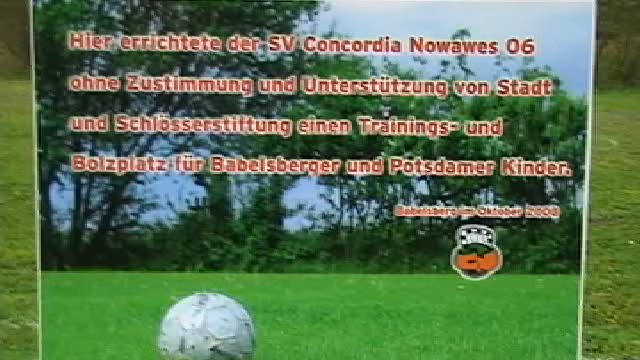 Hier errichtete der SV Concordia Nowawes 06
ohne Zustimmung und Unterstützung von Stadt
und Schlösserstiftung einen Trainings- und
Bolzplatz für Babelsberger und Potsdamer Kinder.
Babelsberg im Oktober 2008